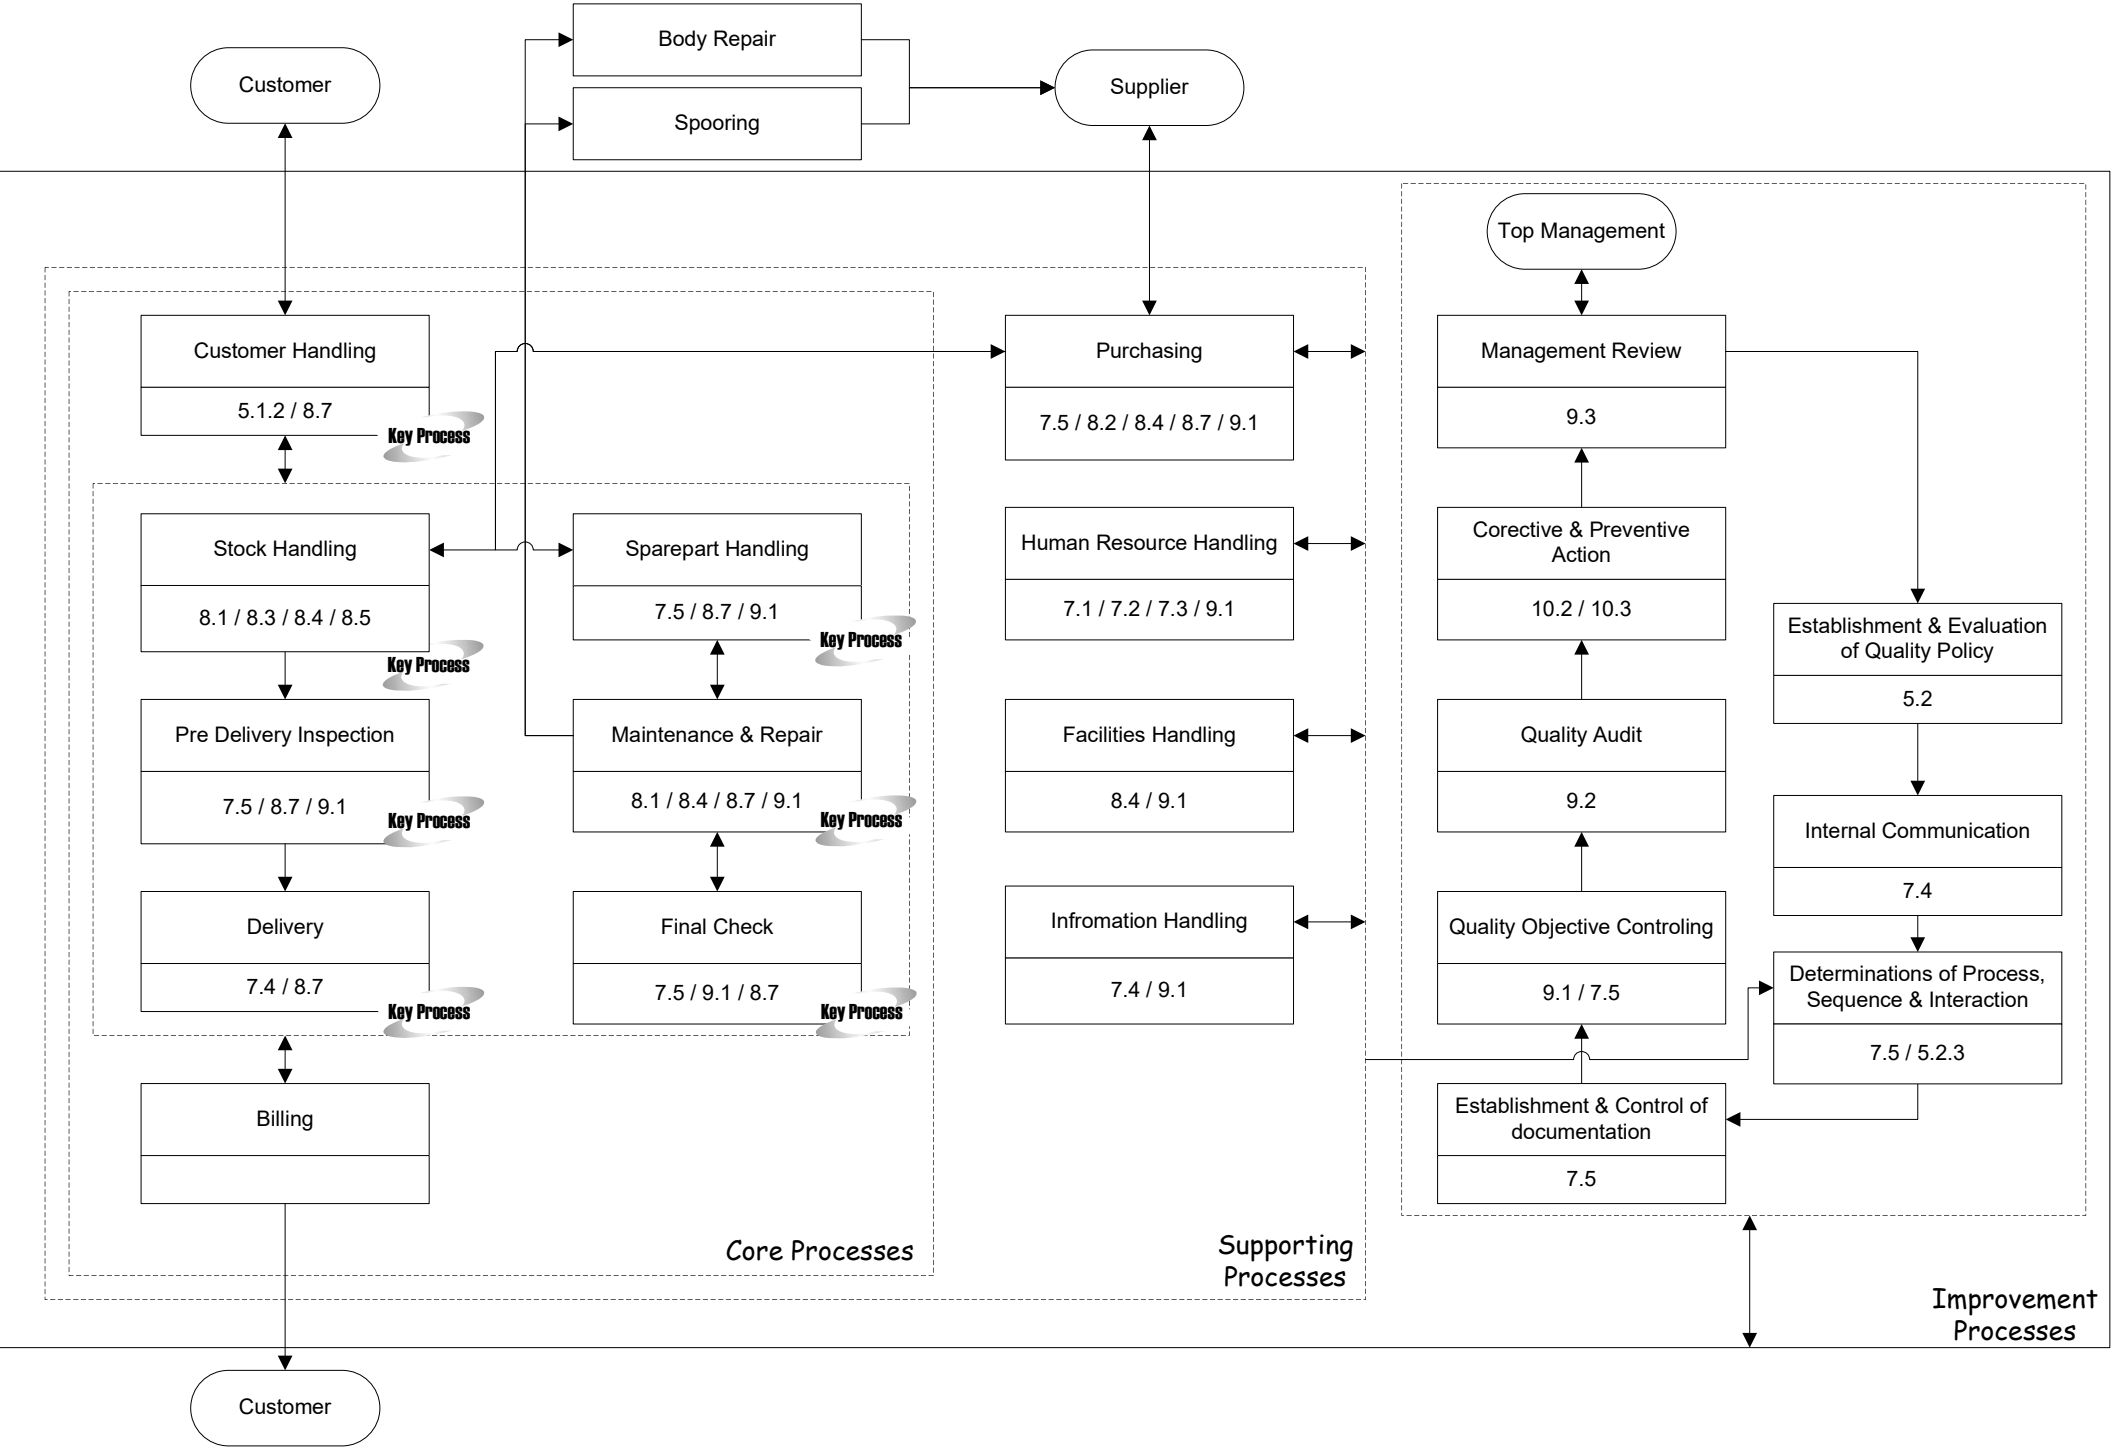 Body Repair
Customer
Supplier
Spooring
Top Management
Customer Handling
5.1.2 / 8.7
Key Process
Purchasing
7.5 / 8.2 / 8.4 / 8.7 / 9.1
Management Review
9.3
Stock Handling
8.1 / 8.3 / 8.4 / 8.5
Key Process
Sparepart Handling
7.5 / 8.7 / 9.1
Key Process
Human Resource Handling
7.1 / 7.2 / 7.3 / 9.1
Corective & Preventive
Action
10.2 / 10.3
Establishment & Evaluation
of Quality Policy
5.2
Pre Delivery Inspection
7.5 / 8.7 / 9.1
Key Process
Maintenance & Repair
8.1 / 8.4 / 8.7 / 9.1
Key Process
Facilities Handling
8.4 / 9.1
Quality Audit
9.2
Internal Communication
7.4
Delivery
7.4 / 8.7
Key Process
Final Check
7.5 / 9.1 / 8.7
Key Process
Infromation Handling
7.4 / 9.1
Quality Objective Controling
9.1 / 7.5
Determinations of Process,
Sequence & Interaction
7.5 / 5.2.3
Billing
Establishment & Control of
documentation
7.5
Core Processes
Supporting
Processes
Improvement
Processes
Customer